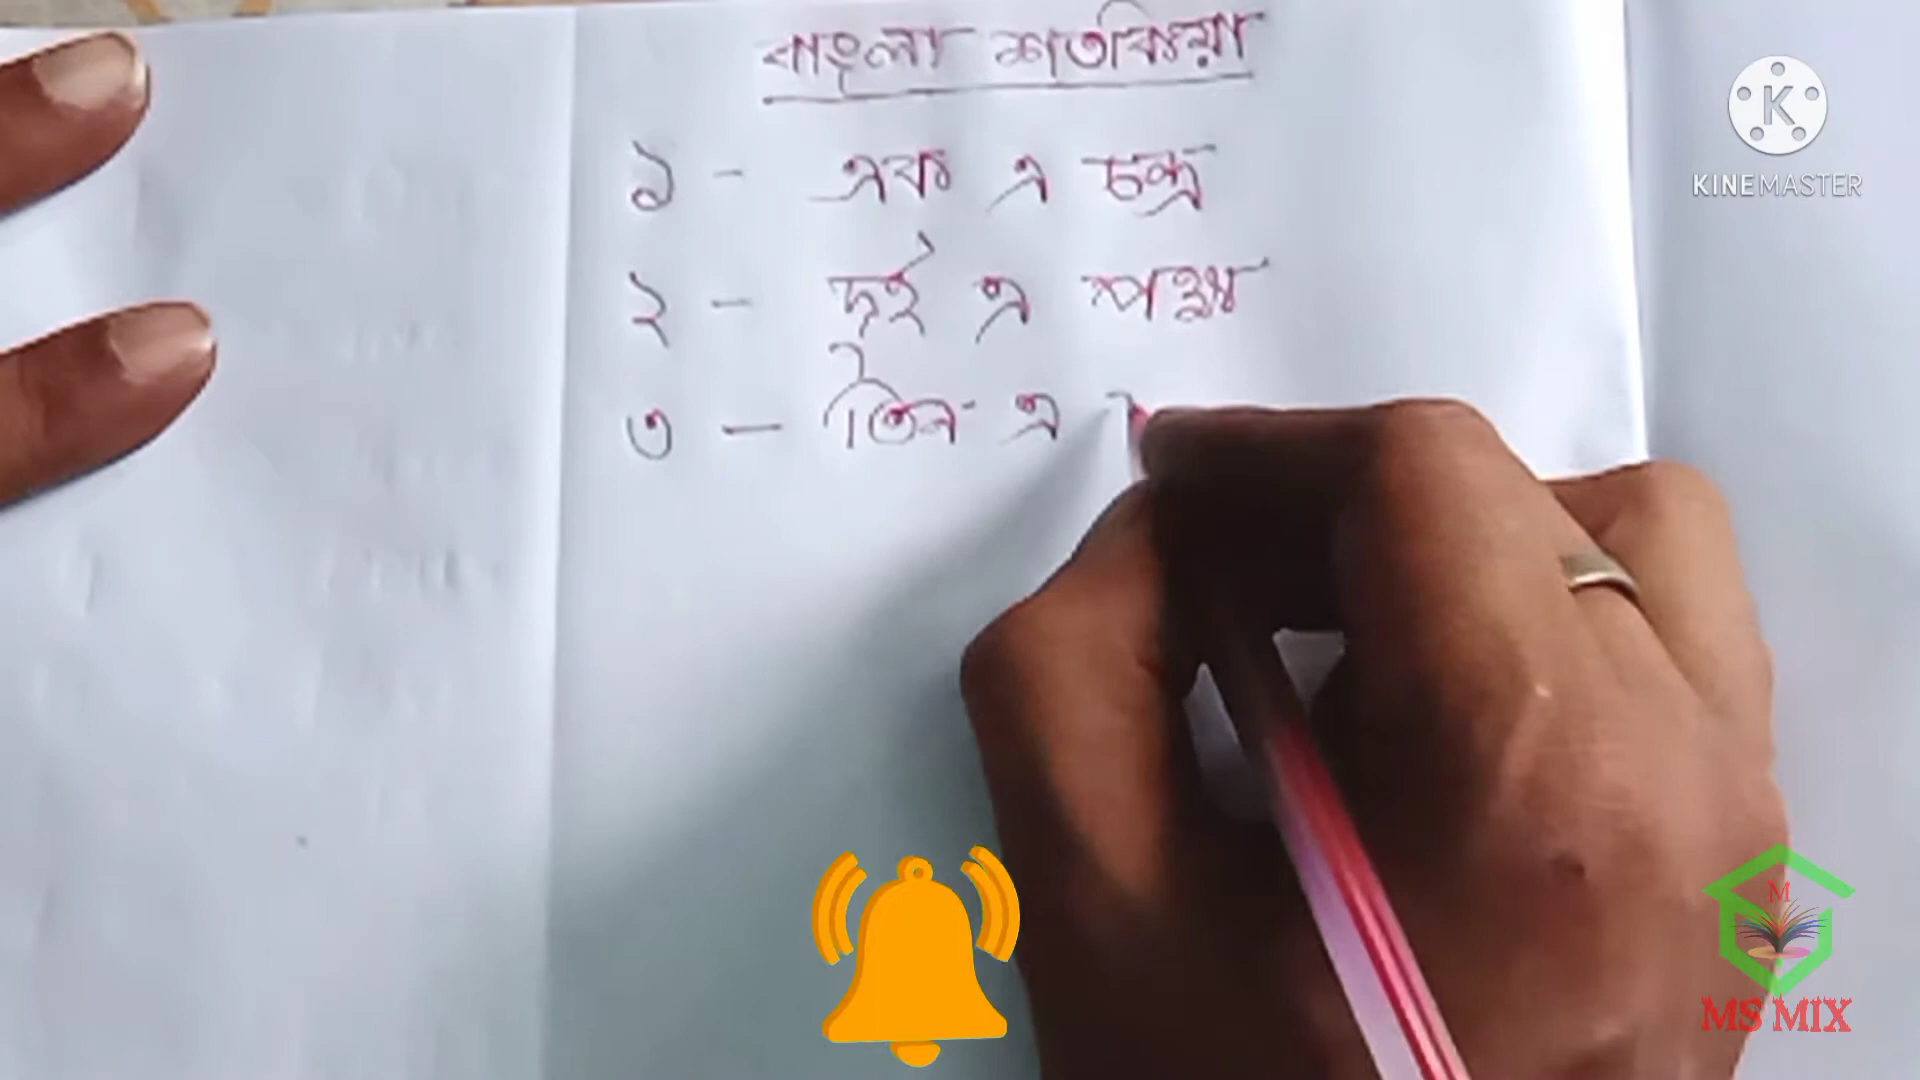 বাংলা শতকিয়া
১ - এক এ চন্দ্র
২ - দুই এ পক্ষ
৩ - তিন এ
KINEMASTER
M
MS MIX